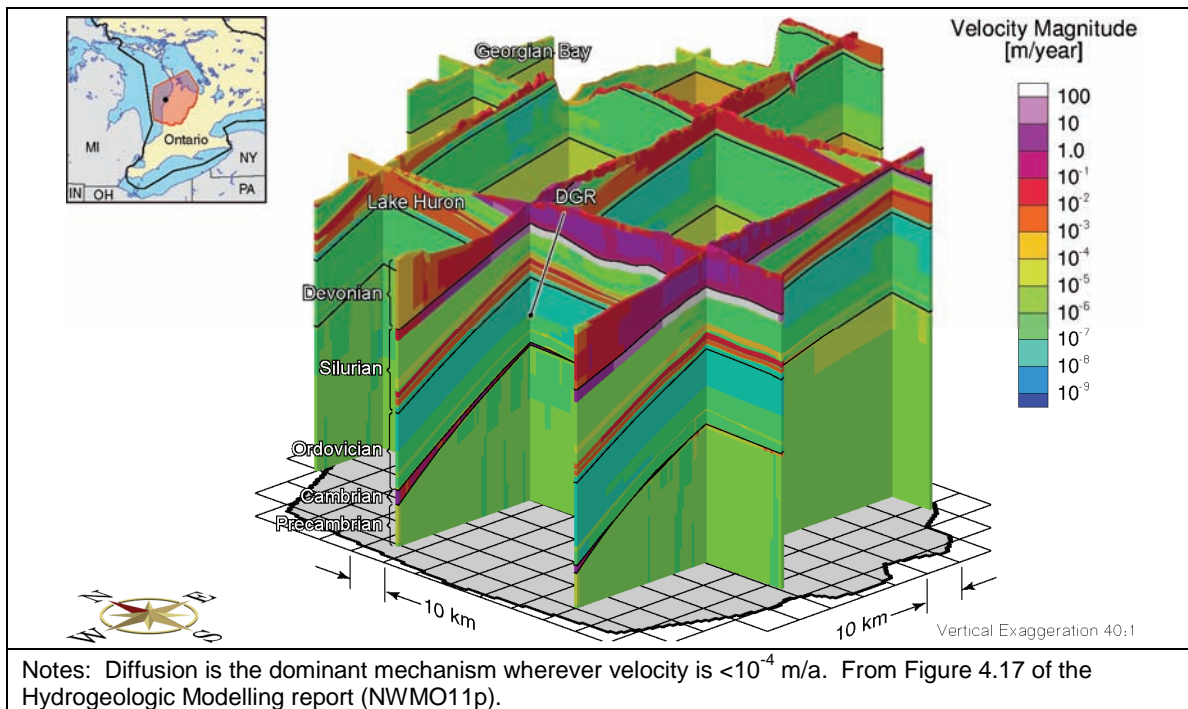 Georgian Bay
Velocity Magnitude
[m/year]
100
10
1.0
10⁻¹
10⁻²
10⁻³
10⁻⁴
10⁻⁵
10⁻⁶
10⁻⁷
10⁻⁸
10⁻⁹
MI
Ontario
NY
IN
OH
PA
Lake Huron
DGR
Devonian
Silurian
Ordovician
Cambrian
Precambrian
N
E
W
S
10 km
10 km
Vertical Exaggeration 40:1
Notes: Diffusion is the dominant mechanism wherever velocity is <10⁻⁴ m/a. From Figure 4.17 of the
Hydrogeologic Modelling report (NWMO11p).